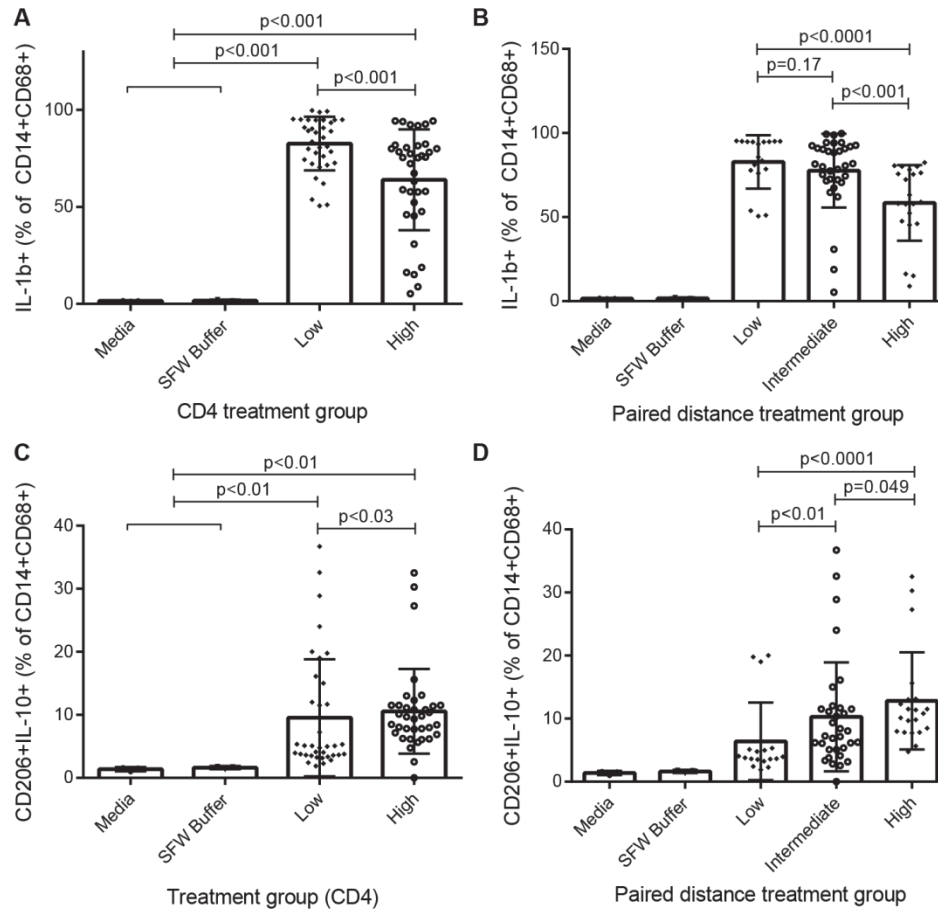 A
p<0.001
p<0.001
p<0.001
IL-1b+ (% of CD14+CD68+)
100
50
0
Media
SFW Buffer
Low
High
CD4 treatment group
B
p<0.0001
p=0.17
p<0.001
IL-1b+ (% of CD14+CD68+)
150
100
50
0
Media
SFW Buffer
Low
Intermediate
High
Paired distance treatment group
C
p<0.01
p<0.01
p<0.03
CD206+IL-10+ (% of CD14+CD68+)
40
30
20
10
0
Media
SFW Buffer
Low
High
Treatment group (CD4)
D
p<0.0001
p=0.049
p<0.01
CD206+IL-10+ (% of CD14+CD68+)
40
30
20
10
0
Media
SFW Buffer
Low
Intermediate
High
Paired distance treatment group